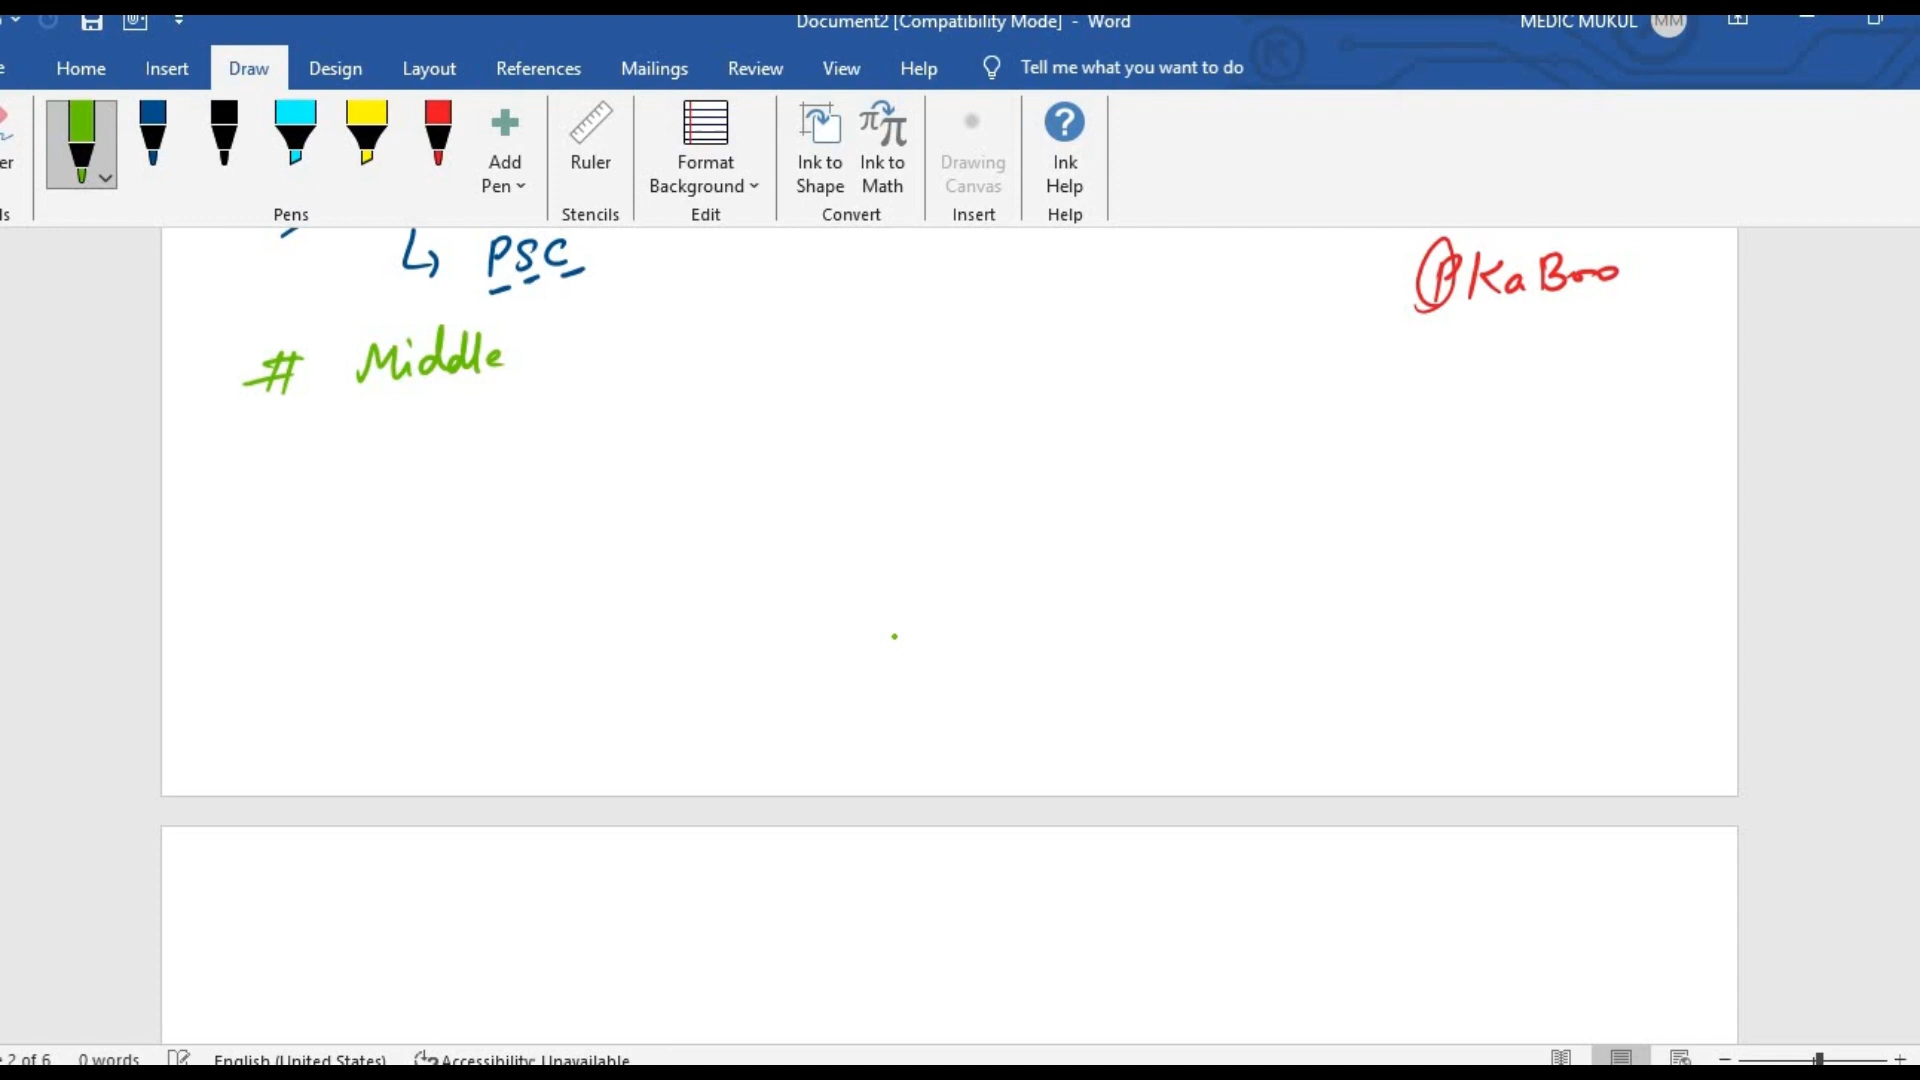 Document2 [Compatibility Mode] - Word MEDIC MUKUL MM
Home Insert Draw Design Layout References Mailings Review View Help Tell me what you want to do
Add Pen
Ruler
Format Background
Ink to Shape
Ink to Math
Drawing Canvas
Ink Help
Pens Stencils Edit Convert Insert Help
PSC
PKaBoo
# Middle
2 of 6 0 words English (United States) Accessibility: Unavailable